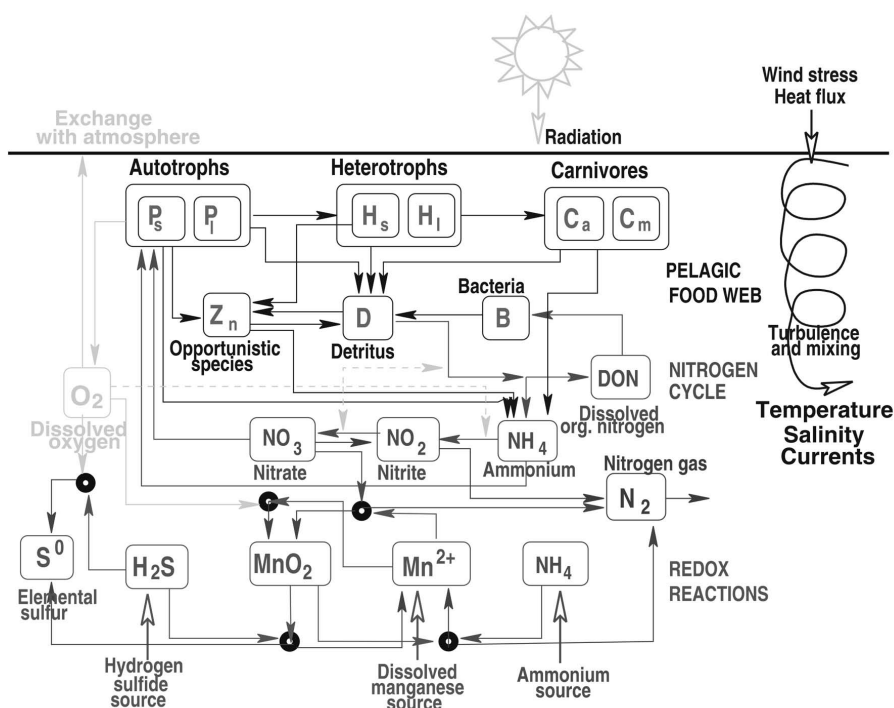 Wind stress
Heat flux
Exchange
with atmosphere
Radiation
Autotrophs
Heterotrophs
Carnivores
Ps
Pl
Hs
Hl
Ca
Cm
PELAGIC
FOOD WEB
Bacteria
Zn
D
B
Opportunistic
species
Detritus
Turbulence
and mixing
NITROGEN
CYCLE
O2
DON
Dissolved
oxygen
Dissolved
org. nitrogen
Temperature
Salinity
Currents
NO3
NO2
NH4
Nitrate
Nitrite
Ammonium
Nitrogen gas
N2
S0
H2S
MnO2
Mn2+
NH4
REDOX
REACTIONS
Elemental
sulfur
Hydrogen
sulfide
source
Dissolved
manganese
source
Ammonium
source